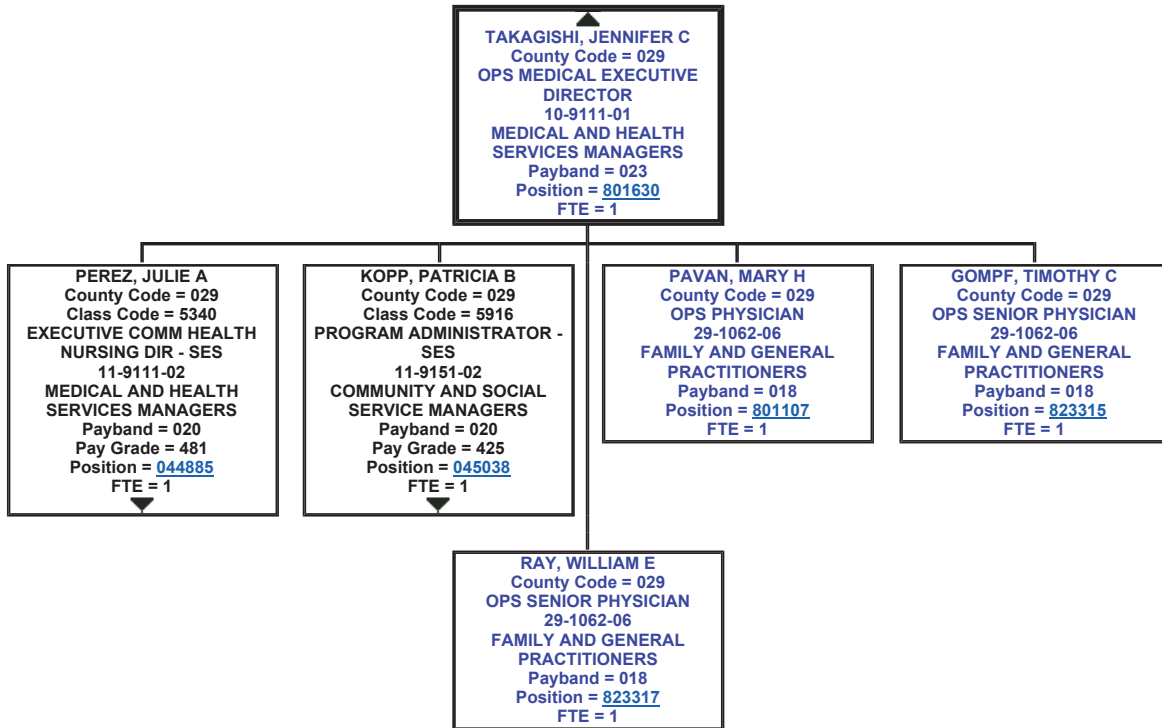 TAKAGISHI, JENNIFER C
County Code = 029
OPS MEDICAL EXECUTIVE
DIRECTOR
10-9111-01
MEDICAL AND HEALTH
SERVICES MANAGERS
Payband = 023
Position = 801630
FTE = 1
PEREZ, JULIE A
County Code = 029
Class Code = 5340
EXECUTIVE COMM HEALTH
NURSING DIR - SES
11-9111-02
MEDICAL AND HEALTH
SERVICES MANAGERS
Payband = 020
Pay Grade = 481
Position = 044885
FTE = 1
KOPP, PATRICIA B
County Code = 029
Class Code = 5916
PROGRAM ADMINISTRATOR -
SES
11-9151-02
COMMUNITY AND SOCIAL
SERVICE MANAGERS
Payband = 020
Pay Grade = 425
Position = 045038
FTE = 1
PAVAN, MARY H
County Code = 029
OPS PHYSICIAN
29-1062-06
FAMILY AND GENERAL
PRACTITIONERS
Payband = 018
Position = 801107
FTE = 1
GOMPF, TIMOTHY C
County Code = 029
OPS SENIOR PHYSICIAN
29-1062-06
FAMILY AND GENERAL
PRACTITIONERS
Payband = 018
Position = 823315
FTE = 1
RAY, WILLIAM E
County Code = 029
OPS SENIOR PHYSICIAN
29-1062-06
FAMILY AND GENERAL
PRACTITIONERS
Payband = 018
Position = 823317
FTE = 1